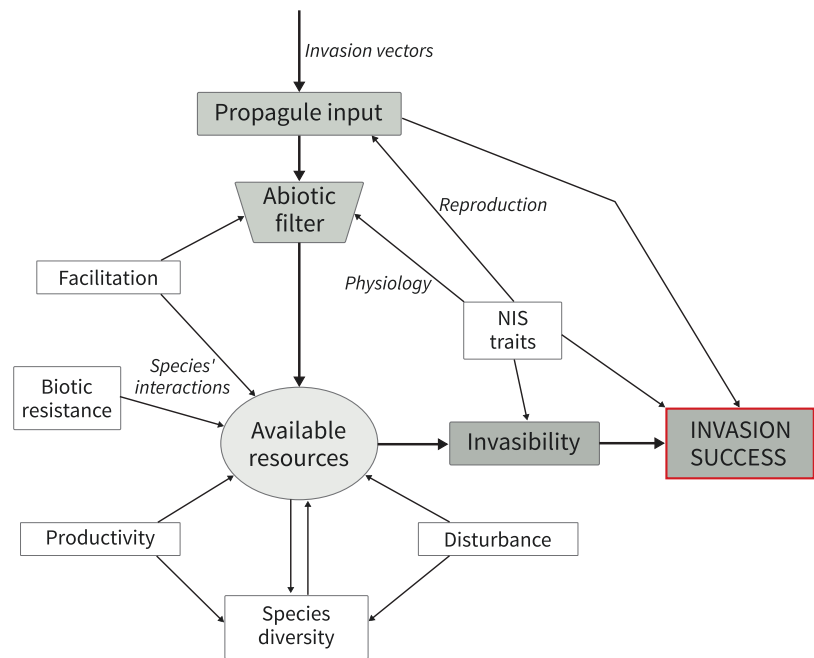 Invasion vectors
Propagule input
Abiotic
filter
Reproduction
Facilitation
Physiology
NIS
traits
Species'
interactions
Biotic
resistance
Available
resources
Invasibility
INVASION
SUCCESS
Productivity
Disturbance
Species
diversity